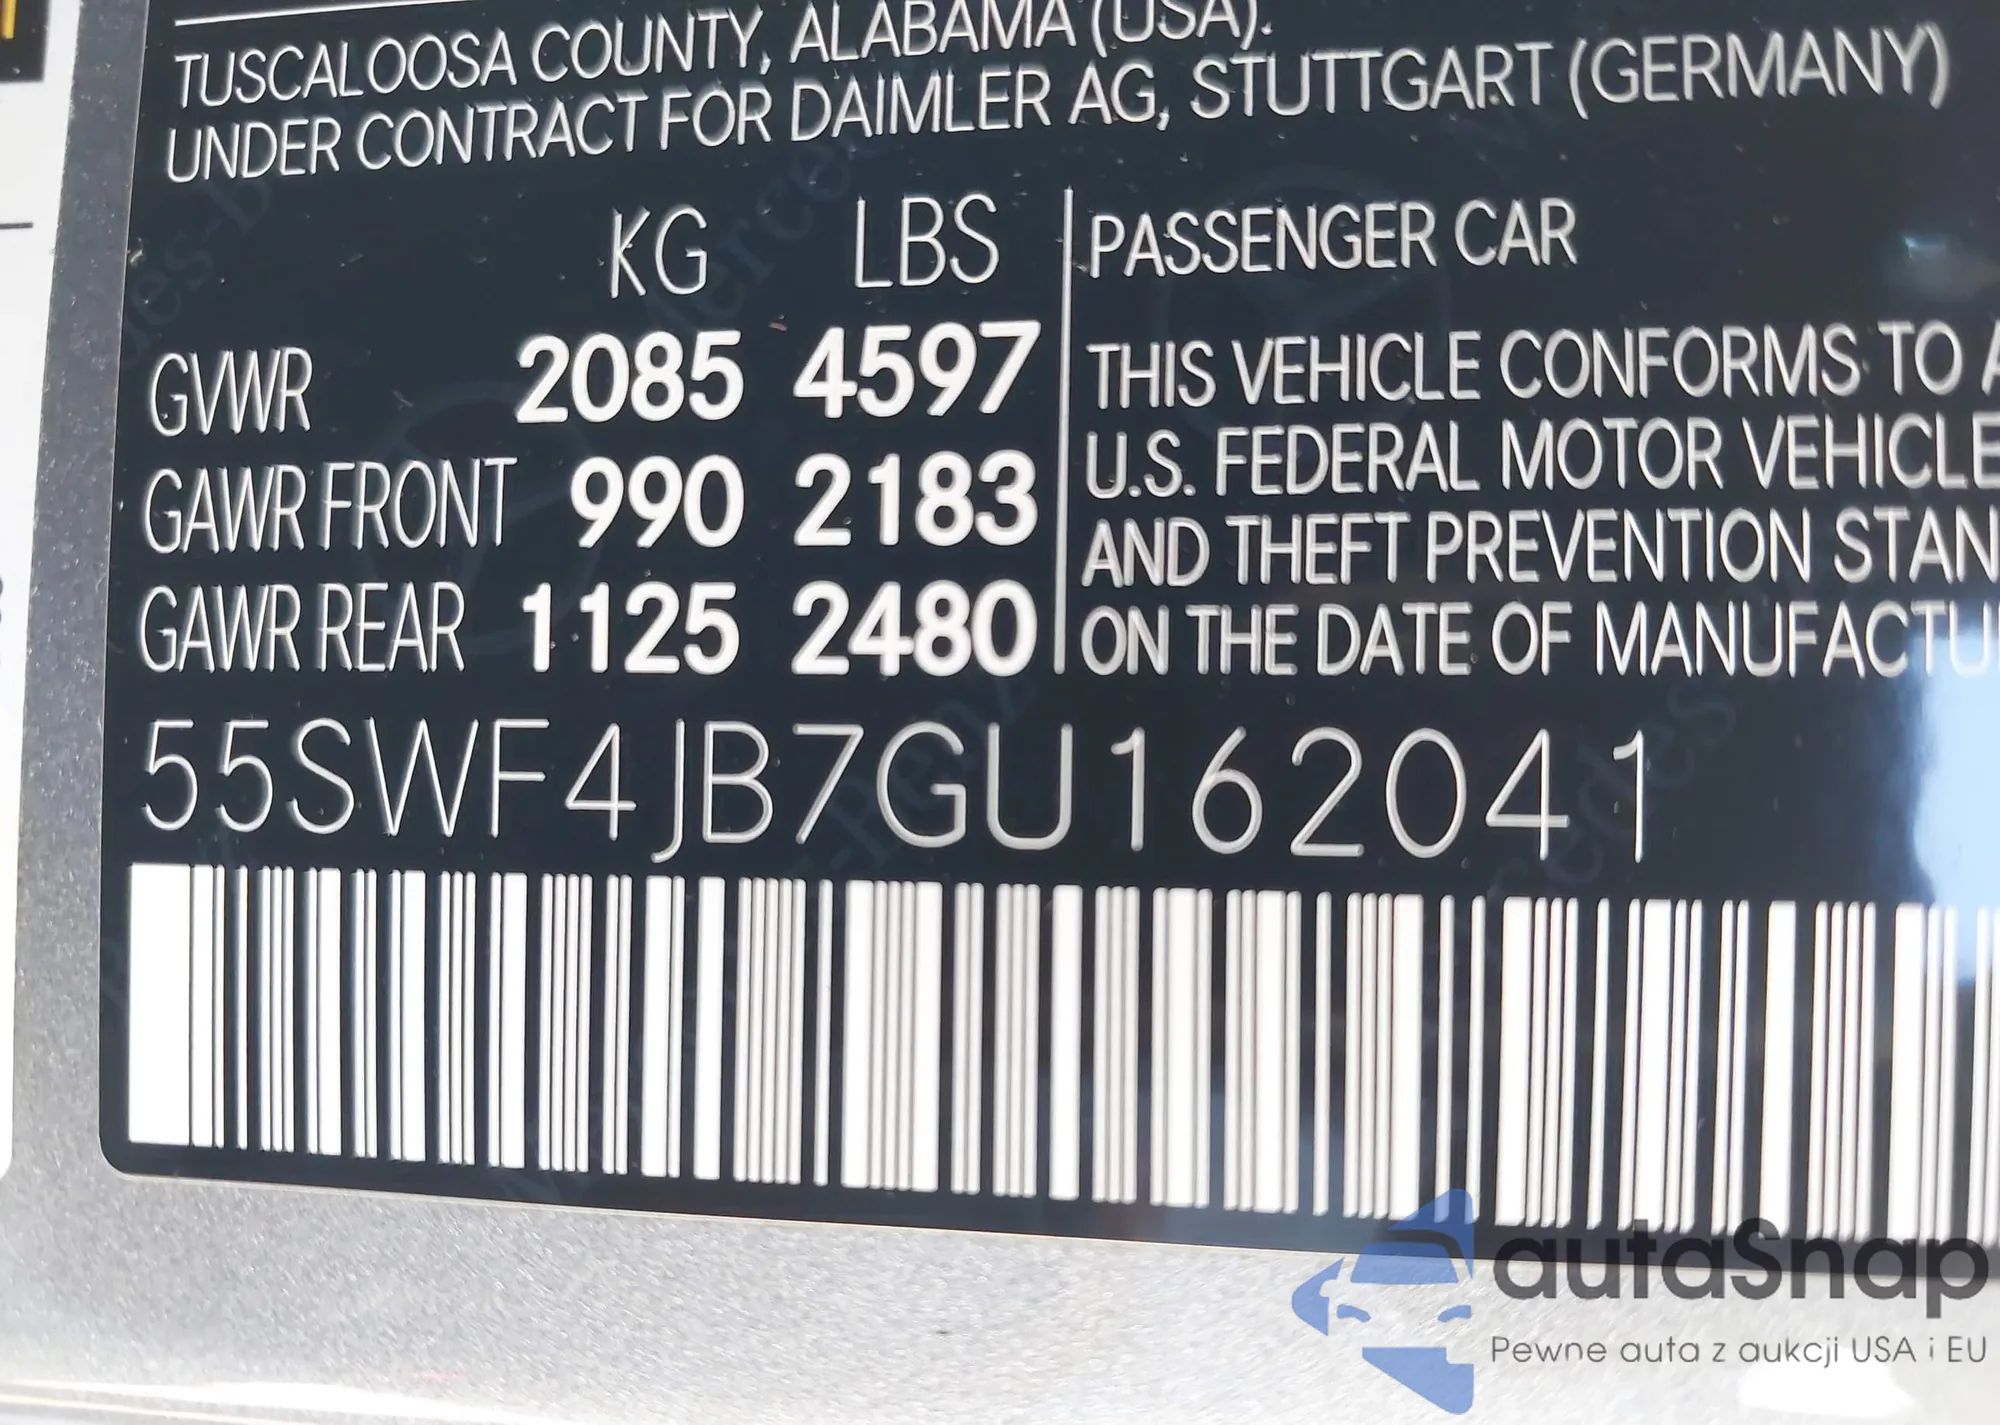 TUSCALOOSA COUNTY, ALABAMA (USA).
UNDER CONTRACT FOR DAIMLER AG, STUTTGART (GERMANY)
KG LBS
GVWR 2085 4597
GAWR FRONT 990 2183
GAWR REAR 1125 2480
PASSENGER CAR
THIS VEHICLE CONFORMS TO A
U.S. FEDERAL MOTOR VEHICLE
AND THEFT PREVENTION STAN
ON THE DATE OF MANUFACTU
55SWF4JB7GU162041
autaSnap
Pewne auta z aukcji USA i EU